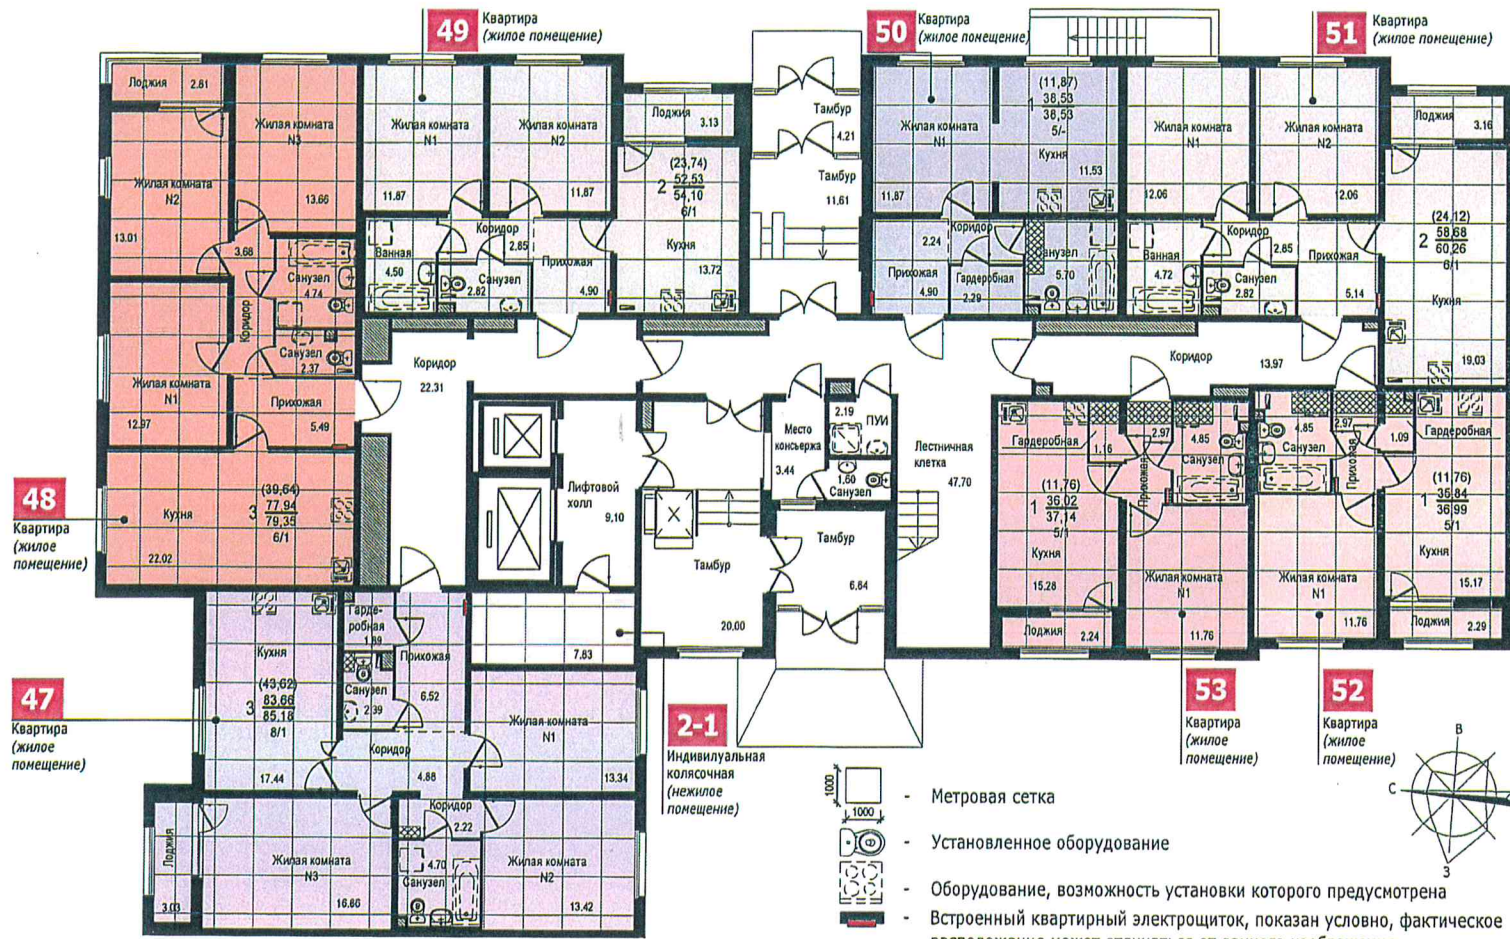 49
Квартира
(жилое помещение)
50
Квартира
(жилое помещение)
51
Квартира
(жилое помещение)
Лоджия 2.81
Жилая комната
N3
13.66
Жилая комната
N2
13.01
3.68
Санузел
4.74
Коридор
Санузел
2.37
Жилая комната
N1
12.97
Прихожая
5.49
Кухня
22.02
3
(39,64)
77,94
79,35
6/1
48
Квартира
(жилое
помещение)
Жилая комната
N1
11.87
Жилая комната
N2
11.87
Лоджия
3.13
2
(23,74)
52,53
54,10
6/1
Кухня
13.72
Коридор
2.85
Ванная
4.50
Санузел
2.82
Прихожая
4.90
Тамбур
4.21
Тамбур
11.61
Жилая комната
N1
11.87
1
(11,87)
38,53
38,53
5/-
Кухня
11.53
2.24
Коридор
Прихожая
4.90
Гардеробная
2.29
Санузел
5.70
Жилая комната
N1
12.06
Жилая комната
N2
12.06
Лоджия
3.16
2
(24,12)
58,68
60,26
6/1
Кухня
19.03
Коридор
2.85
Ванная
4.72
Санузел
2.82
Прихожая
5.14
Коридор
22.31
Коридор
13.97
Лифтовой
холл
9.10
Место
консьержа
3.44
2.19
ПУИ
1.60
Санузел
Лестничная
клетка
47.70
Тамбур
20.00
Тамбур
6.84
Гардеробная
1.16
2.97
Прихожая
4.85
Санузел
1
(11,76)
36,02
37,14
5/1
Кухня
15.28
Лоджия 2.24
Жилая комната
N1
11.76
4.85
Санузел
2.97
Прихожая
Гардеробная
1.09
1
(11,76)
35,84
36,99
5/1
Кухня
15.17
Лоджия 2.29
Жилая комната
N1
11.76
53
Квартира
(жилое
помещение)
52
Квартира
(жилое
помещение)
47
Квартира
(жилое
помещение)
Кухня
3
(43,62)
83,66
85,18
8/1
17.44
Гарде-
робная
1.69
Прихожая
6.52
Санузел
2.39
Коридор
4.88
7.83
Жилая комната
N1
13.34
Коридор
2.22
Жилая комната
N3
16.66
4.70
Санузел
Жилая комната
N2
13.42
Лоджия
3.03
2-1
Индивилуальная
колясочная
(нежилое
помещение)
1000
1000
- Метровая сетка
- Установленное оборудование
- Оборудование, возможность установки которого предусмотрена
- Встроенный квартирный электрощиток, показан условно, фактическое
В
С
З